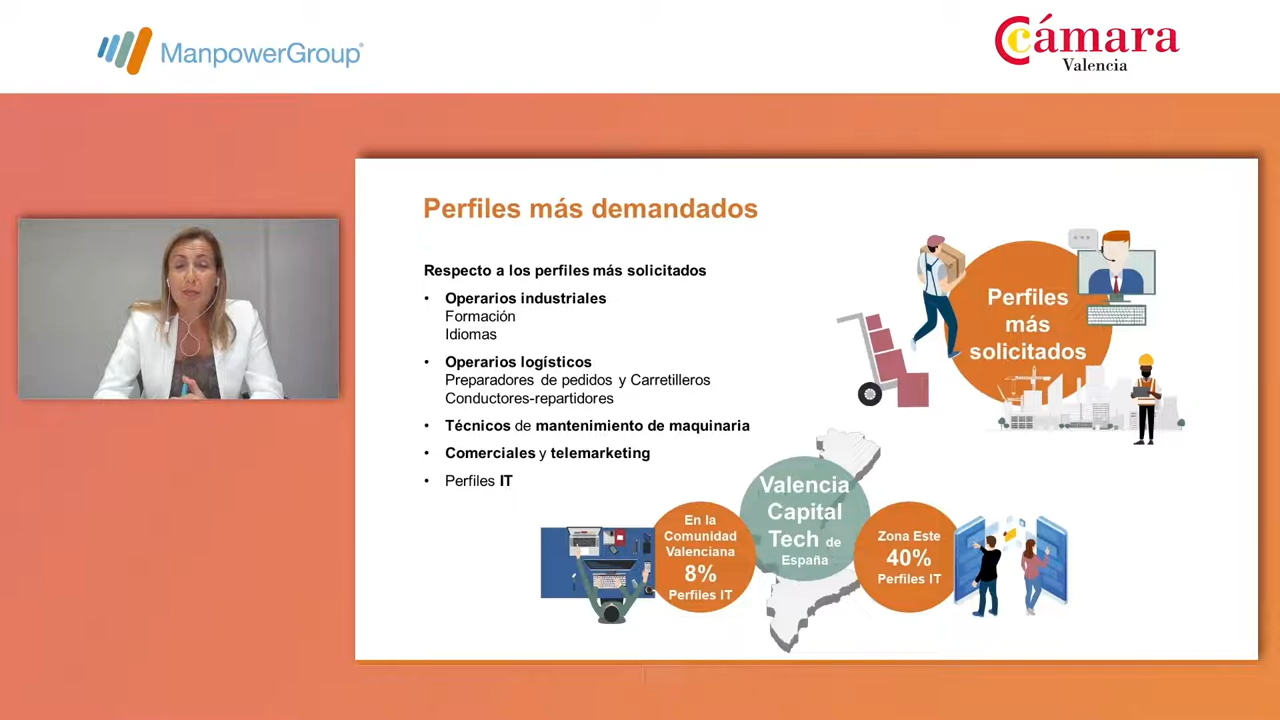 ManpowerGroup®
Cámara
Valencia
Perfiles más demandados
Respecto a los perfiles más solicitados
• Operarios industriales
Formación
Idiomas
• Operarios logísticos
Preparadores de pedidos y Carretilleros
Conductores-repartidores
• Técnicos de mantenimiento de maquinaria
• Comerciales y telemarketing
• Perfiles IT
Perfiles
más
solicitados
En la
Comunidad
Valenciana
8%
Perfiles IT
Valencia
Capital
Tech de
España
Zona Este
40%
Perfiles IT